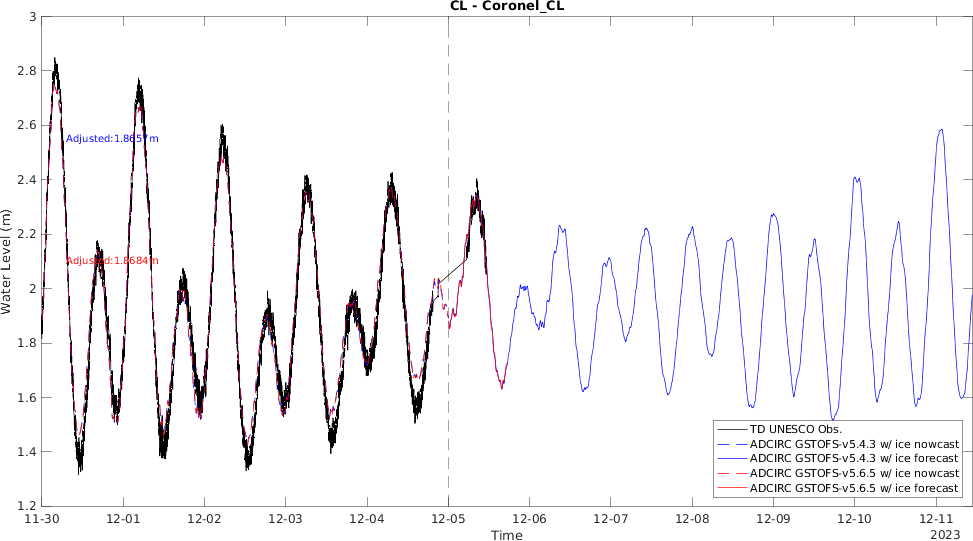 CL - Coronel_CL
3
2.8
2.6
2.4
2.2
2
1.8
1.6
1.4
1.2
Water Level (m)
Adjusted:1.8657m
Adjusted:1.8684m
TD UNESCO Obs.
ADCIRC GSTOFS-v5.4.3 w/ ice nowcast
ADCIRC GSTOFS-v5.4.3 w/ ice forecast
ADCIRC GSTOFS-v5.6.5 w/ ice nowcast
ADCIRC GSTOFS-v5.6.5 w/ ice forecast
11-30 12-01 12-02 12-03 12-04 12-05 12-06 12-07 12-08 12-09 12-10 12-11
2023
Time